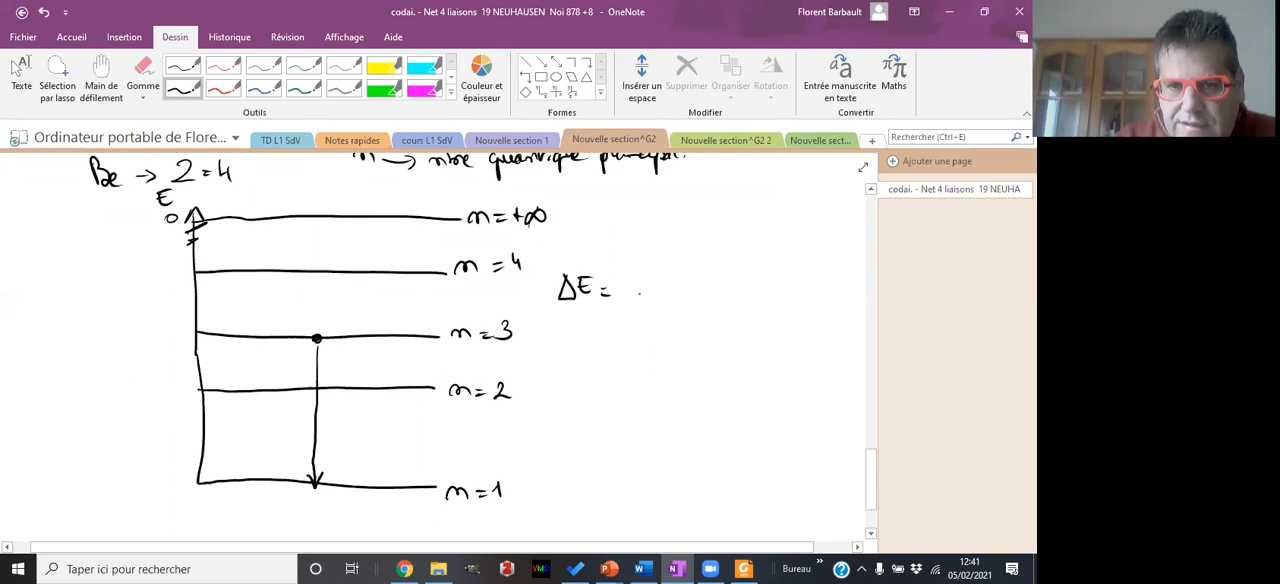 codai. - Net 4 liaisons 19 NEUHAUSEN Noi 878 +8 - OneNote
Florent Barbault
Fichier Accueil Insertion Dessin Historique Révision Affichage Aide
Texte
Sélection par lasso
Main de défilement
Gomme
Couleur et épaisseur
Insérer un espace
Supprimer
Organiser
Rotation
Entrée manuscrite en texte
Maths
Outils Formes Modifier Convertir
Ordinateur portable de Flore...
TD L1 SdV
Notes rapides
cours L1 SdV
Nouvelle section 1
Nouvelle section^G2
Nouvelle section^G2 2
Nouvelle sect...
Rechercher (Ctrl+E)
Ajouter une page
codai. - Net 4 liaisons 19 NEUHA
n → nbre quantique principal.
Be → Z = 4
E
0
n = +∞
n = 4
ΔE =
n = 3
n = 2
n = 1
Taper ici pour rechercher
Bureau
12:41
05/02/2021